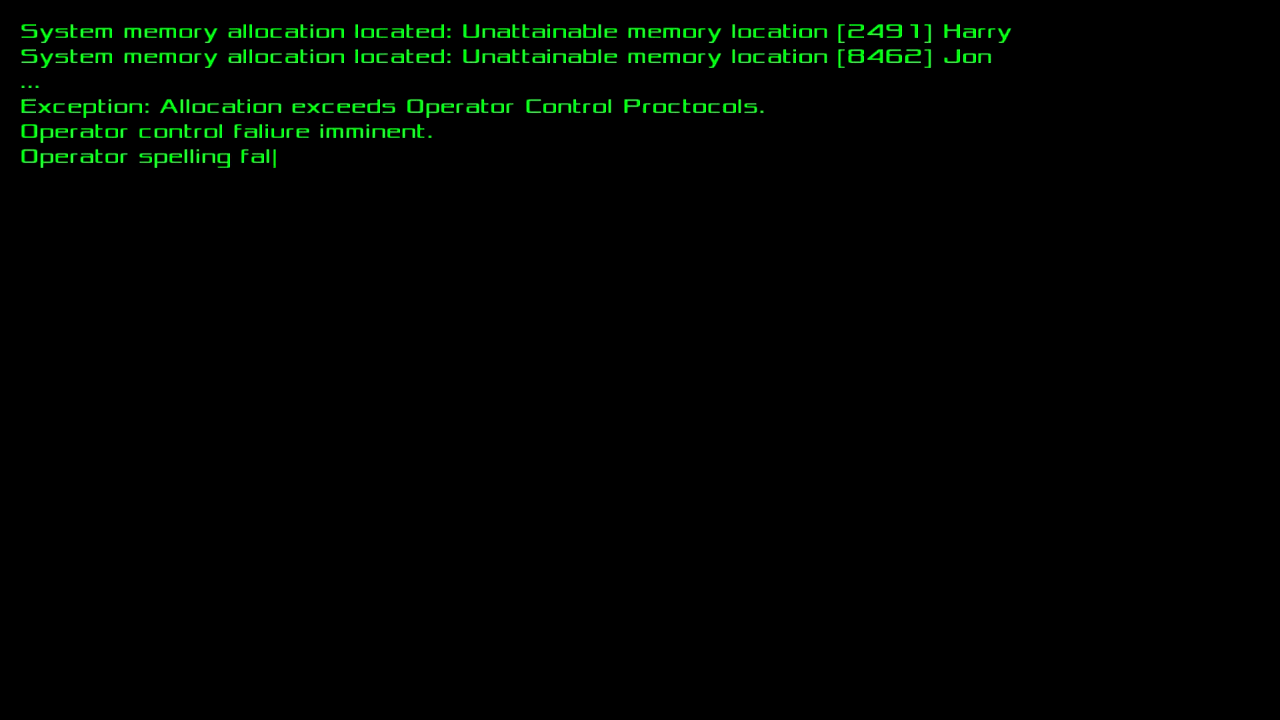 System memory allocation located: Unattainable memory location [2491] Harry
System memory allocation located: Unattainable memory location [8462] Jon
...
Exception: Allocation exceeds Operator Control Proctocols.
Operator control faliure imminent.
Operator spelling fal|